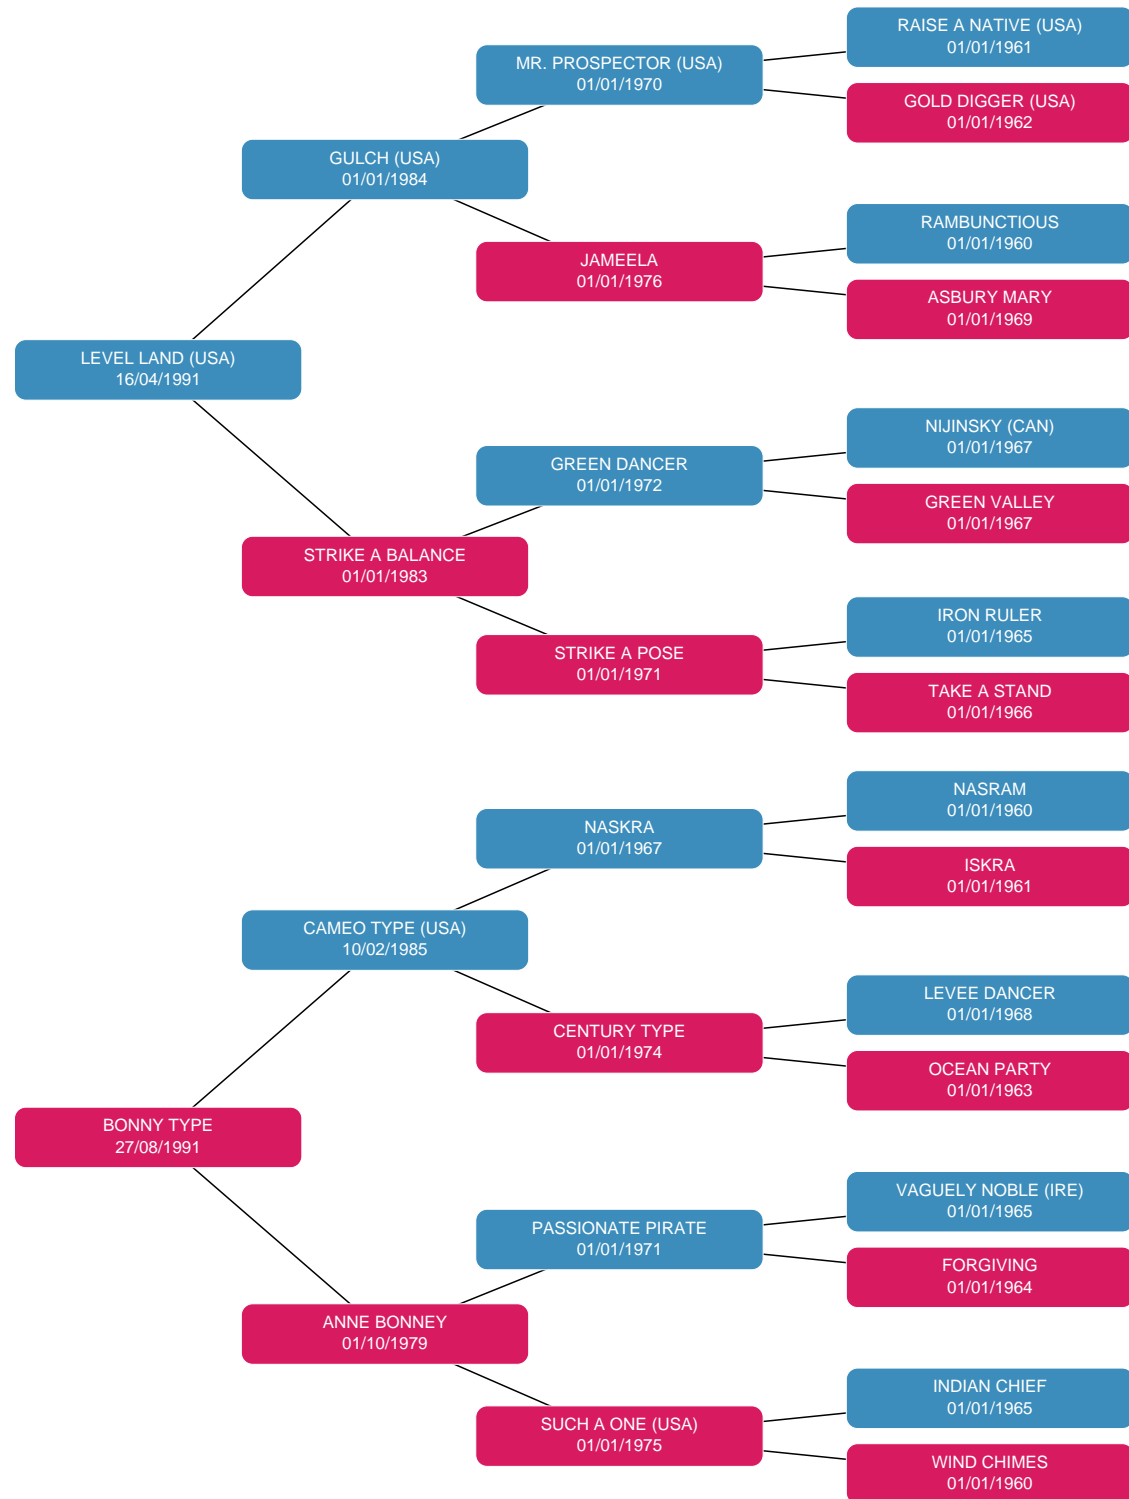 RAISE A NATIVE (USA)
01/01/1961
MR. PROSPECTOR (USA)
01/01/1970
GOLD DIGGER (USA)
01/01/1962
GULCH (USA)
01/01/1984
RAMBUNCTIOUS
01/01/1960
JAMEELA
01/01/1976
ASBURY MARY
01/01/1969
LEVEL LAND (USA)
16/04/1991
NIJINSKY (CAN)
01/01/1967
GREEN DANCER
01/01/1972
GREEN VALLEY
01/01/1967
STRIKE A BALANCE
01/01/1983
IRON RULER
01/01/1965
STRIKE A POSE
01/01/1971
TAKE A STAND
01/01/1966
NASRAM
01/01/1960
NASKRA
01/01/1967
ISKRA
01/01/1961
CAMEO TYPE (USA)
10/02/1985
LEVEE DANCER
01/01/1968
CENTURY TYPE
01/01/1974
OCEAN PARTY
01/01/1963
BONNY TYPE
27/08/1991
VAGUELY NOBLE (IRE)
01/01/1965
PASSIONATE PIRATE
01/01/1971
FORGIVING
01/01/1964
ANNE BONNEY
01/10/1979
INDIAN CHIEF
01/01/1965
SUCH A ONE (USA)
01/01/1975
WIND CHIMES
01/01/1960